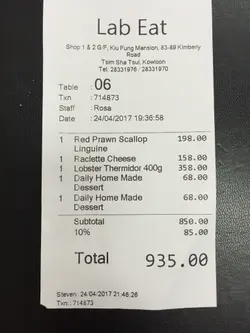 Lab Eat
Shop 1 & 2 G/F, Kiu Fung Mansion, 83-89 Kimberly
Road
Tsim Sha Tsui, Kowloon
Tel: 28331976 / 28331970
Table : 06
Txn : 714873
Staff : Rosa
Date : 24/04/2017 19:36:58
1 Red Prawn Scallop Linguine 198.00
1 Raclette Cheese 158.00
1 Lobster Thermidor 400g 358.00
1 Daily Home Made Dessert 68.00
1 Daily Home Made Dessert 68.00
Subtotal 850.00
10% 85.00
Total 935.00
Steven: 24/04/2017 21:46:26
Txn: 714873